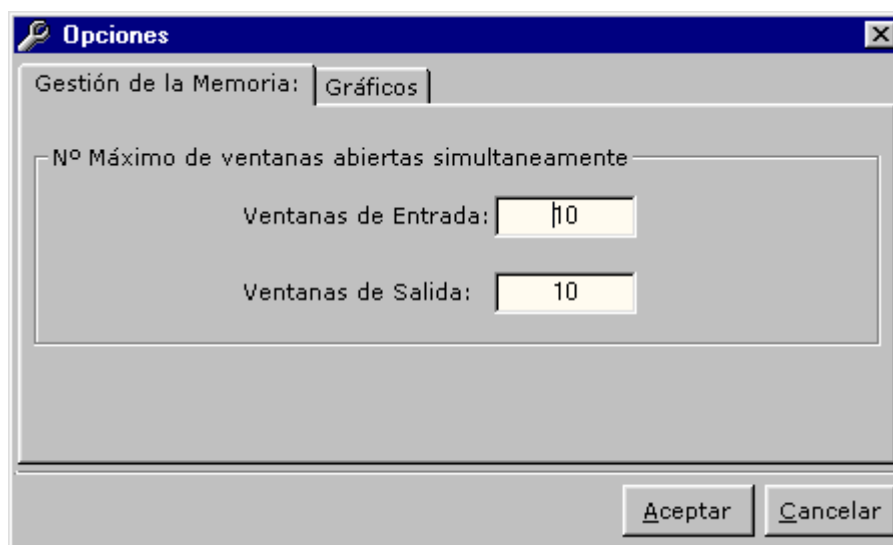 Opciones
Gestión de la Memoria: Gráficos
Nº Máximo de ventanas abiertas simultaneamente
Ventanas de Entrada: 10
Ventanas de Salida: 10
Aceptar Cancelar